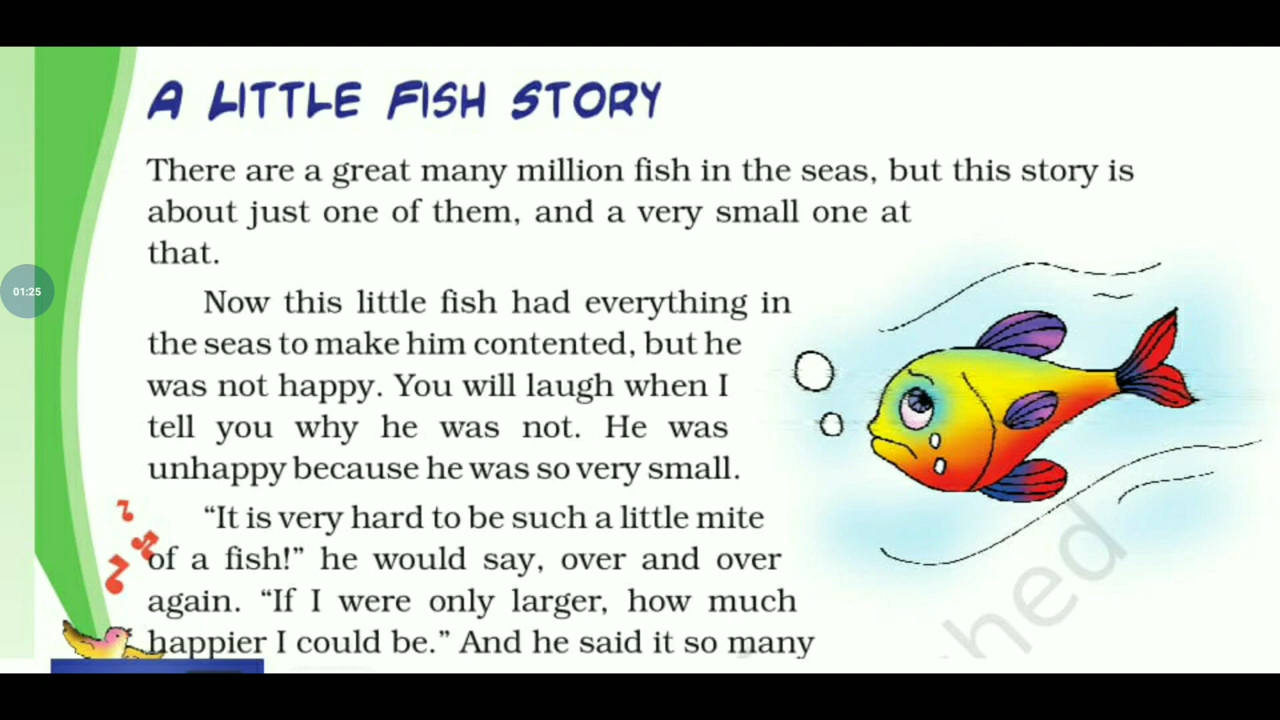 A LITTLE FISH STORY
There are a great many million fish in the seas, but this story is
about just one of them, and a very small one at
that.
Now this little fish had everything in
the seas to make him contented, but he
was not happy. You will laugh when I
tell you why he was not. He was
unhappy because he was so very small.
“It is very hard to be such a little mite
of a fish!” he would say, over and over
again. “If I were only larger, how much
happier I could be.” And he said it so many
01:25